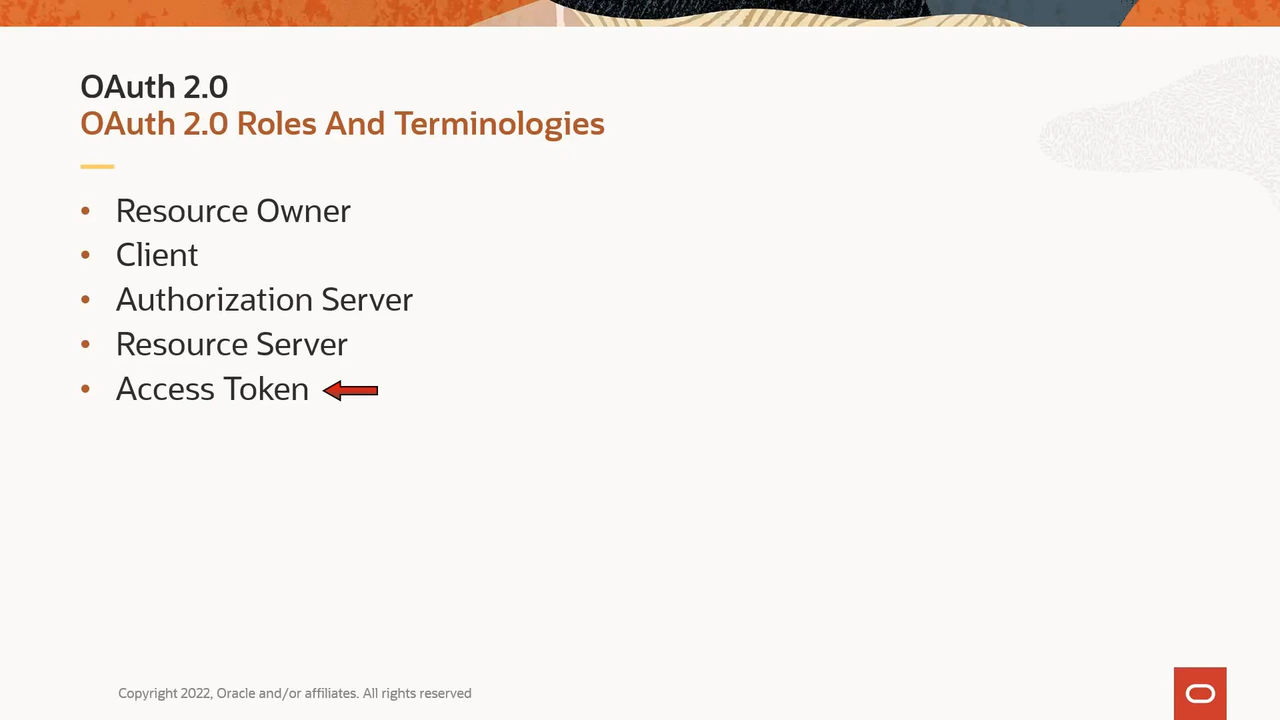 OAuth 2.0
OAuth 2.0 Roles And Terminologies
• Resource Owner
• Client
• Authorization Server
• Resource Server
• Access Token
Copyright 2022, Oracle and/or affiliates. All rights reserved